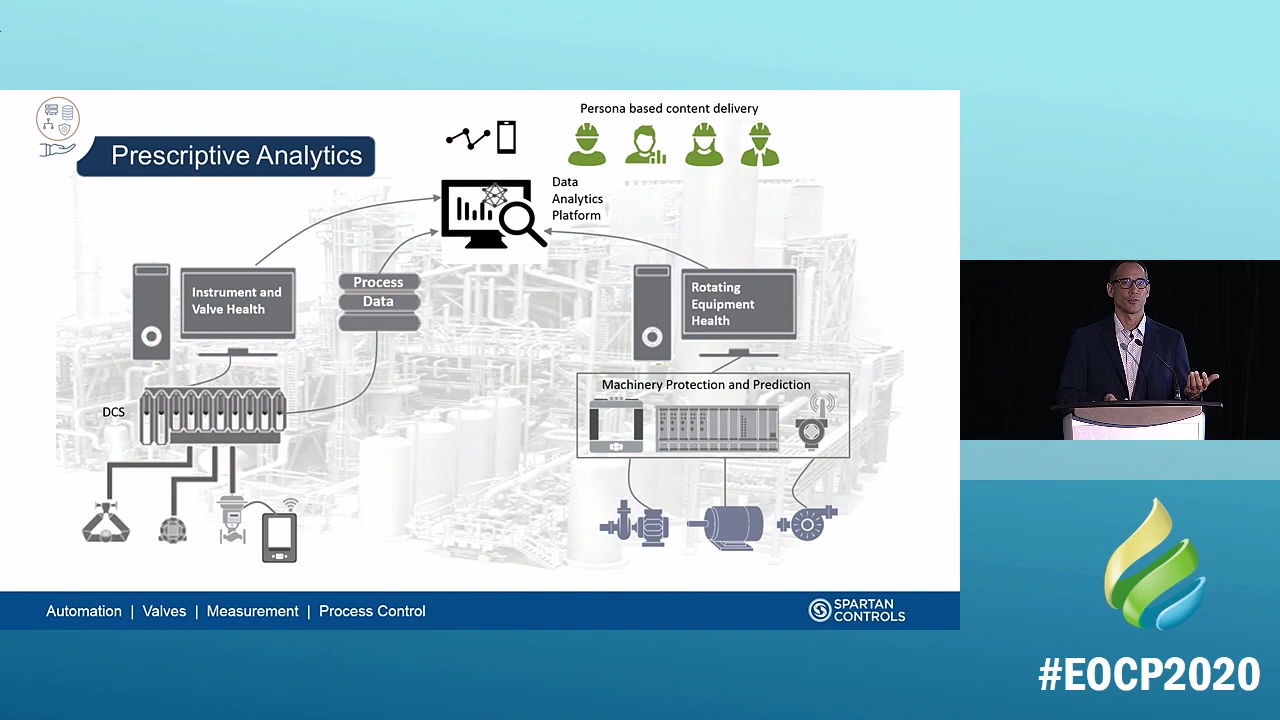 Persona based content delivery
Prescriptive Analytics
Data
Analytics
Platform
Instrument and
Valve Health
Process
Data
Rotating
Equipment
Health
Machinery Protection and Prediction
DCS
Automation | Valves | Measurement | Process Control
SPARTAN
CONTROLS
#EOCP2020